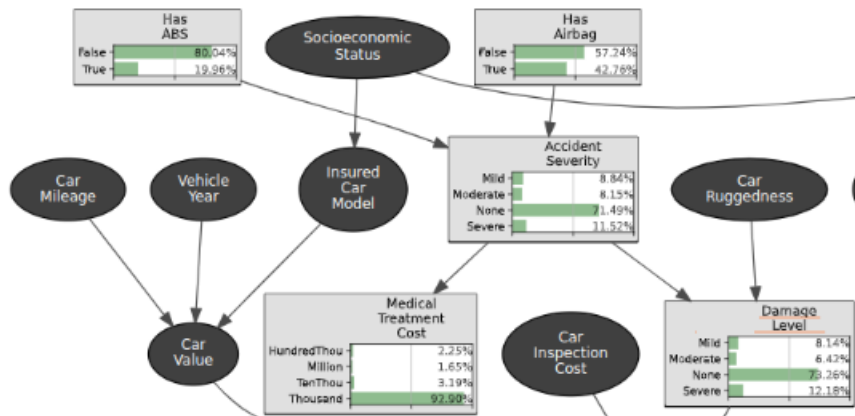 Has
ABS
False 80.04%
True 19.96%
Socioeconomic
Status
Has
Airbag
False 57.24%
True 42.76%
Car
Mileage
Vehicle
Year
Insured
Car
Model
Accident
Severity
Mild 8.84%
Moderate 8.15%
None 71.49%
Severe 11.52%
Car
Ruggedness
Car
Value
Medical
Treatment
Cost
HundredThou 2.25%
Million 1.65%
TenThou 3.19%
Thousand 92.90%
Car
Inspection
Cost
Damage
Level
Mild 8.14%
Moderate 6.42%
None 73.26%
Severe 12.18%